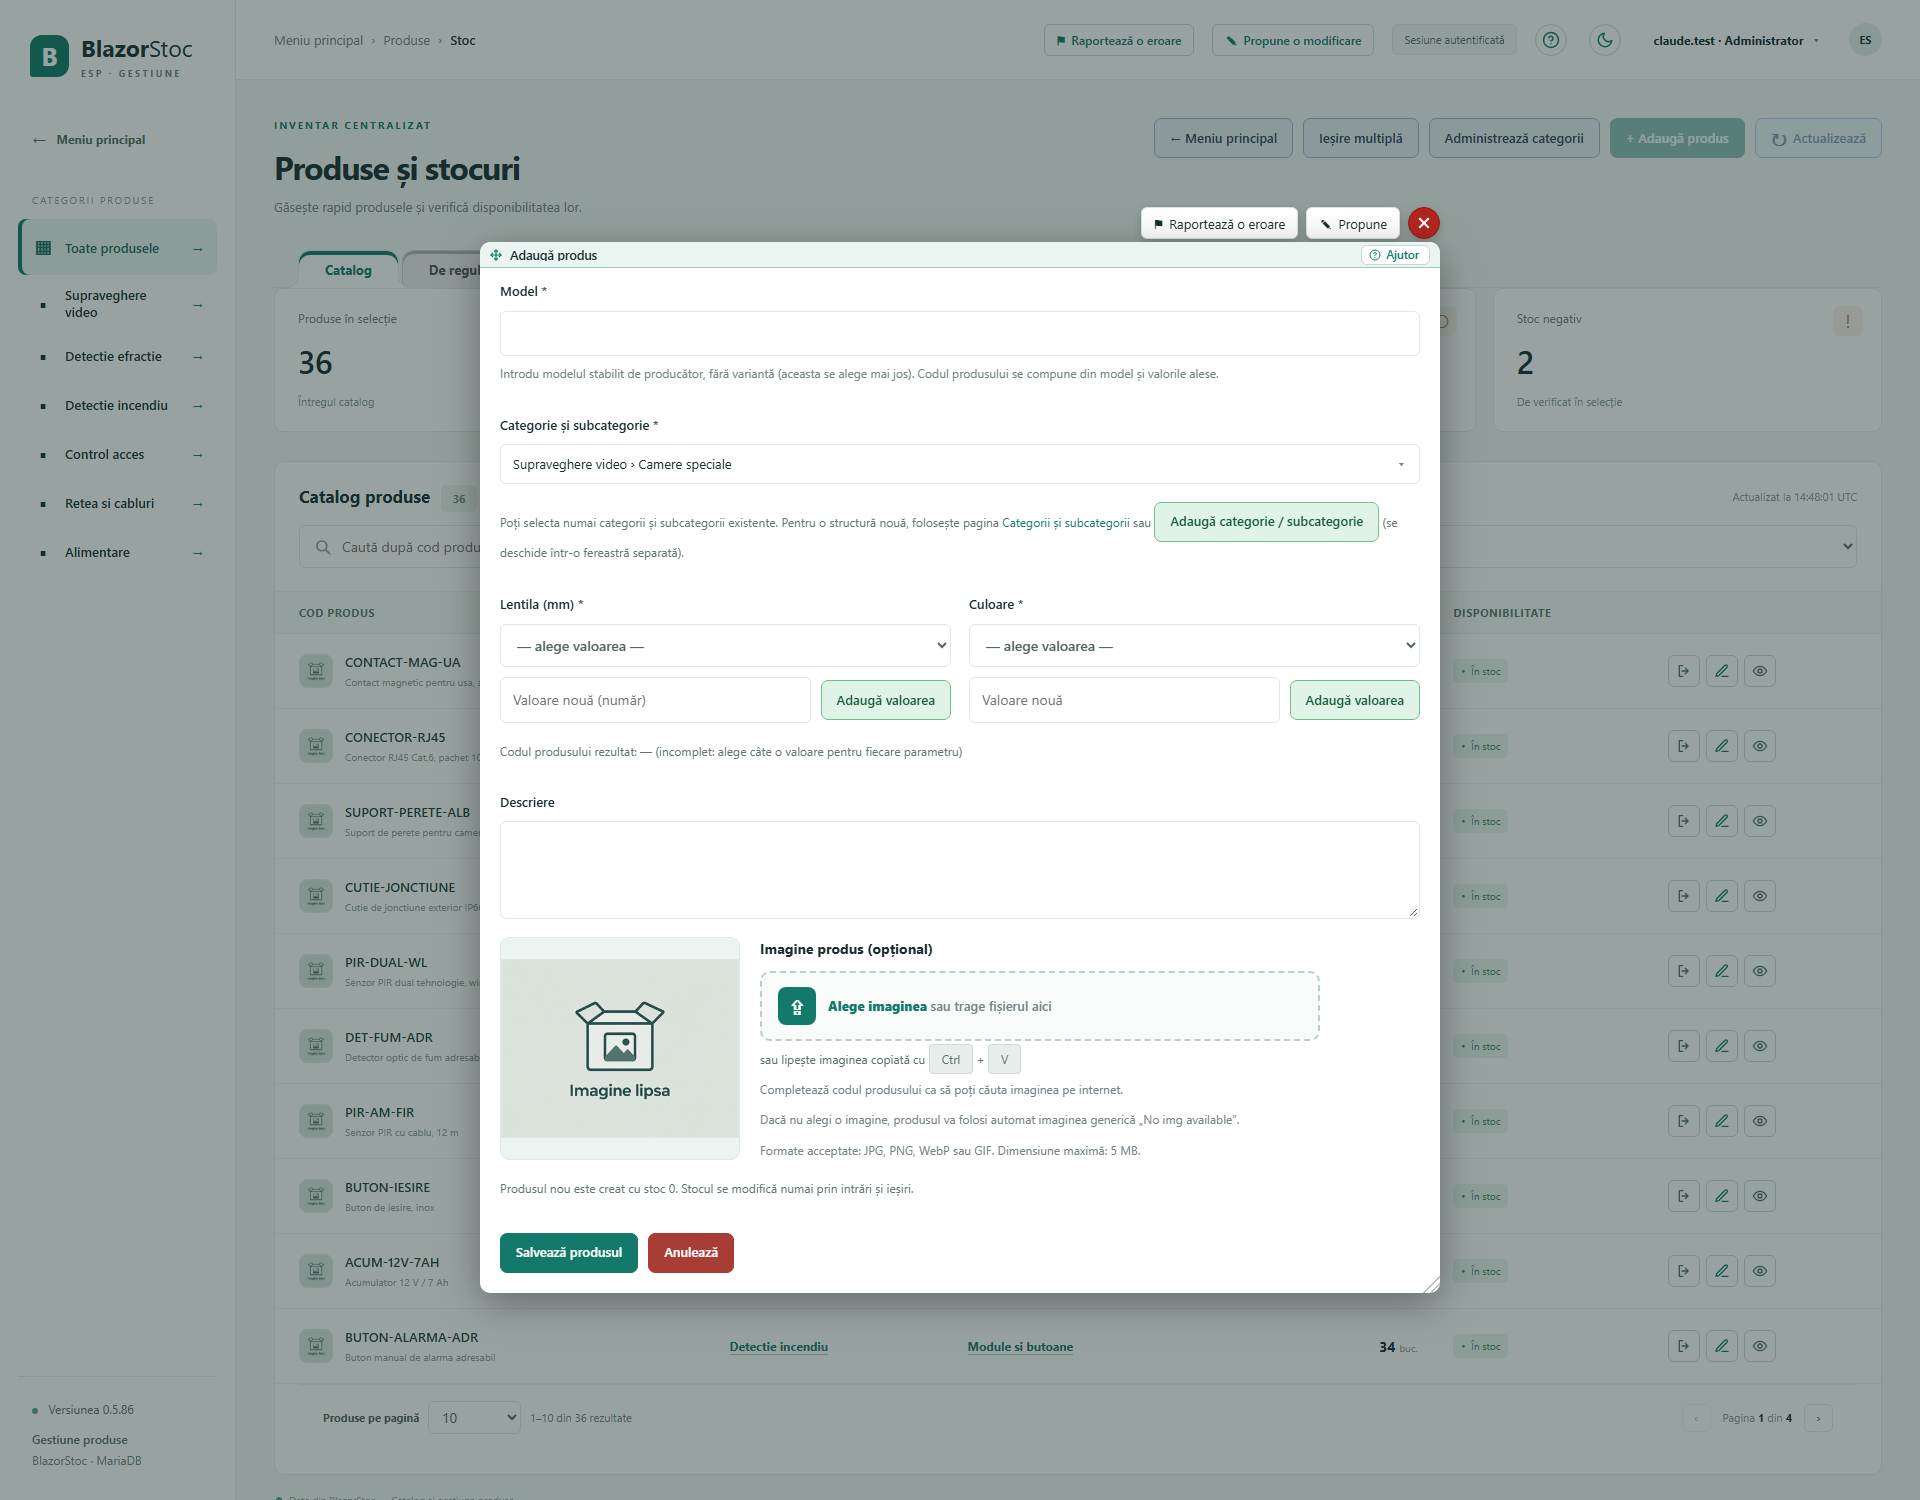 B
BlazorStoc
ESP · GESTIUNE
← Meniu principal
CATEGORII PRODUSE
Toate produsele →
Supraveghere video →
Detectie efractie →
Detectie incendiu →
Control acces →
Retea si cabluri →
Alimentare →
Versiunea 0.5.86
Gestiune produse
BlazorStoc - MariaDB
Meniu principal › Produse › Stoc
Raportează o eroare
Propune o modificare
Sesiune autentificată
claude.test · Administrator
ES
INVENTAR CENTRALIZAT
Produse și stocuri
Găsește rapid produsele și verifică disponibilitatea lor.
← Meniu principal
Ieșire multiplă
Administrează categorii
+ Adaugă produs
Actualizează
Raportează o eroare
Propune
Catalog
De regul
Produse în selecție
36
Întregul catalog
Stoc negativ
!
2
De verificat în selecție
Catalog produse 36
Actualizat la 14:48:01 UTC
Caută după cod produ
COD PRODUS
DISPONIBILITATE
CONTACT-MAG-UA
Contact magnetic pentru usa,
• În stoc
CONECTOR-RJ45
Conector RJ45 Cat.6, pachet 10
• În stoc
SUPORT-PERETE-ALB
Suport de perete pentru came
• În stoc
CUTIE-JONCTIUNE
Cutie de jonctiune exterior IP6
• În stoc
PIR-DUAL-WL
Senzor PIR dual tehnologie, wi
• În stoc
DET-FUM-ADR
Detector optic de fum adresab
• În stoc
PIR-AM-FIR
Senzor PIR cu cablu, 12 m
• În stoc
BUTON-IESIRE
Buton de iesire, inox
• În stoc
ACUM-12V-7AH
Acumulator 12 V / 7 Ah
• În stoc
BUTON-ALARMA-ADR
Buton manual de alarma adresabil
Detectie incendiu
Module si butoane
34 buc.
• În stoc
Produse pe pagină 10 1–10 din 36 rezultate
‹ Pagina 1 din 4 ›
Adaugă produs
Ajutor
Model *
Introdu modelul stabilit de producător, fără variantă (aceasta se alege mai jos). Codul produsului se compune din model și valorile alese.
Categorie și subcategorie *
Supraveghere video › Camere speciale
Poți selecta numai categorii și subcategorii existente. Pentru o structură nouă, folosește pagina Categorii și subcategorii sau Adaugă categorie / subcategorie (se
deschide într-o fereastră separată).
Lentila (mm) *
Culoare *
— alege valoarea —
— alege valoarea —
Valoare nouă (număr)
Adaugă valoarea
Valoare nouă
Adaugă valoarea
Codul produsului rezultat: — (incomplet: alege câte o valoare pentru fiecare parametru)
Descriere
Imagine lipsa
Imagine produs (opțional)
Alege imaginea sau trage fișierul aici
sau lipește imaginea copiată cu Ctrl + V
Completează codul produsului ca să poți căuta imaginea pe internet.
Dacă nu alegi o imagine, produsul va folosi automat imaginea generică „No img available”.
Formate acceptate: JPG, PNG, WebP sau GIF. Dimensiune maximă: 5 MB.
Produsul nou este creat cu stoc 0. Stocul se modifică numai prin intrări și ieșiri.
Salvează produsul
Anulează